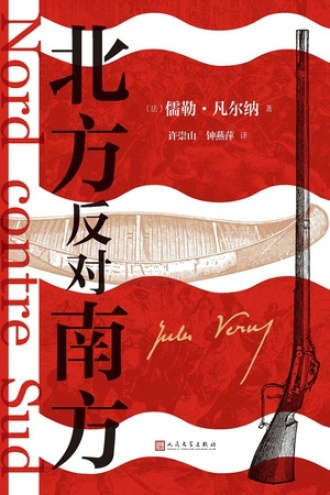 Nord contre Sud
北方反对南方
〔法〕儒勒·凡尔纳 著
许崇山 钟燕萍 译
Jules Verne
人民文学出版社